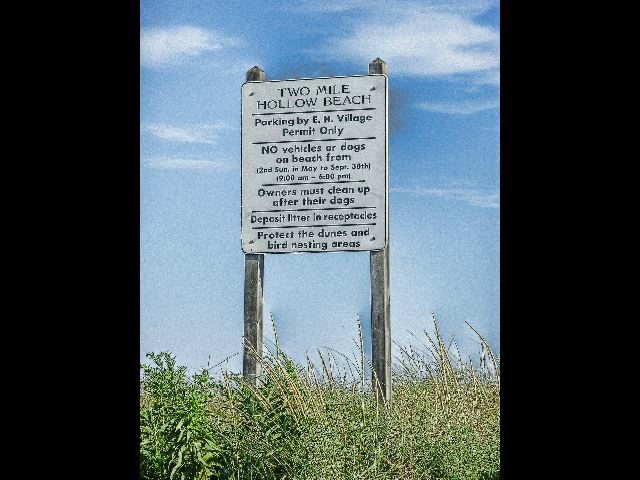 TWO MILE
HOLLOW BEACH
Parking by E. H. Village
Permit Only
NO vehicles or dogs
on beach from
(2nd Sun. in May to Sept. 30th)
(9:00 am - 6:00 pm)
Owners must clean up
after their dogs
Deposit litter in receptacles
Protect the dunes and
bird nesting areas